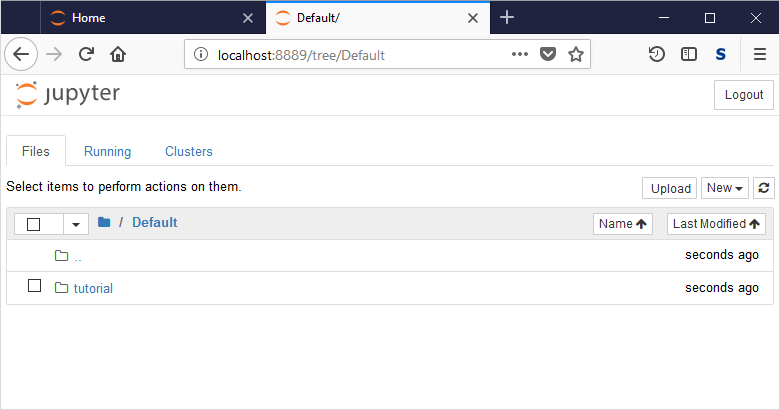 Home
Default/
localhost:8889/tree/Default
S
jupyter
Logout
Files Running Clusters
Select items to perform actions on them.
Upload New
/ Default
Name Last Modified
.. seconds ago
tutorial seconds ago